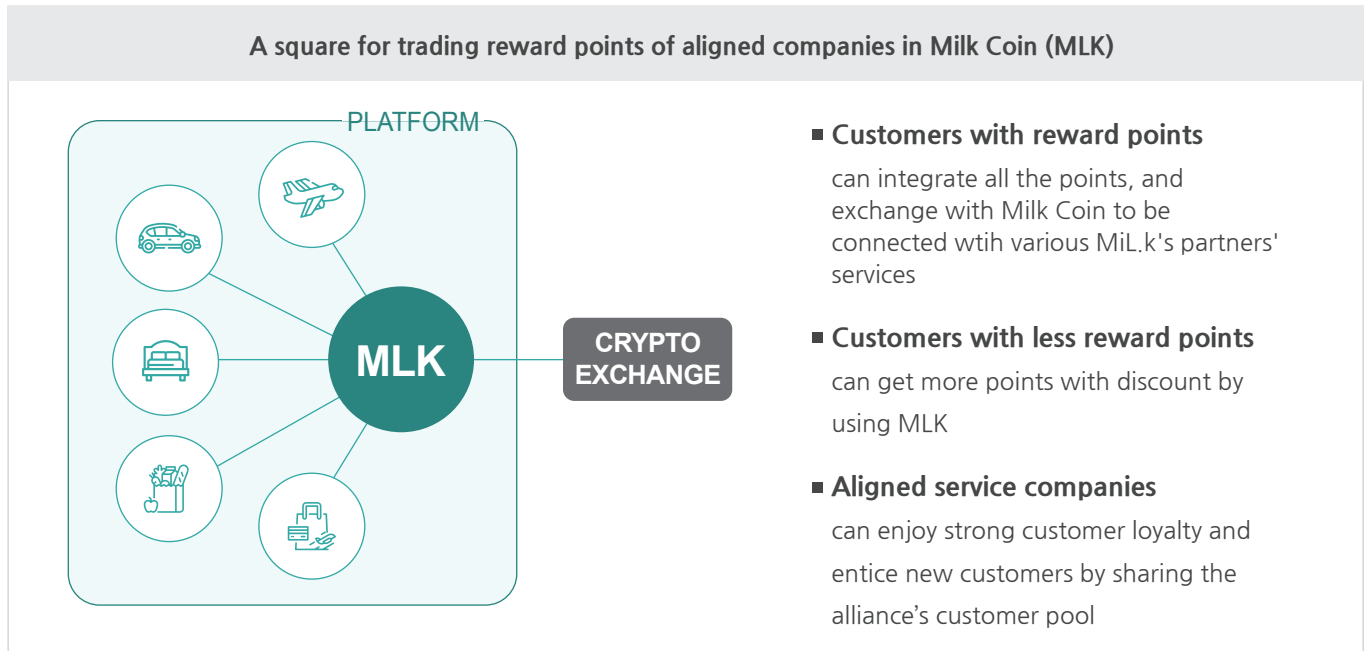 A square for trading reward points of aligned companies in Milk Coin (MLK)
PLATFORM
MLK
CRYPTO
EXCHANGE
Customers with reward points
can integrate all the points, and
exchange with Milk Coin to be
connected wtih various MiL.k's partners'
services
Customers with less reward points
can get more points with discount by
using MLK
Aligned service companies
can enjoy strong customer loyalty and
entice new customers by sharing the
alliance’s customer pool